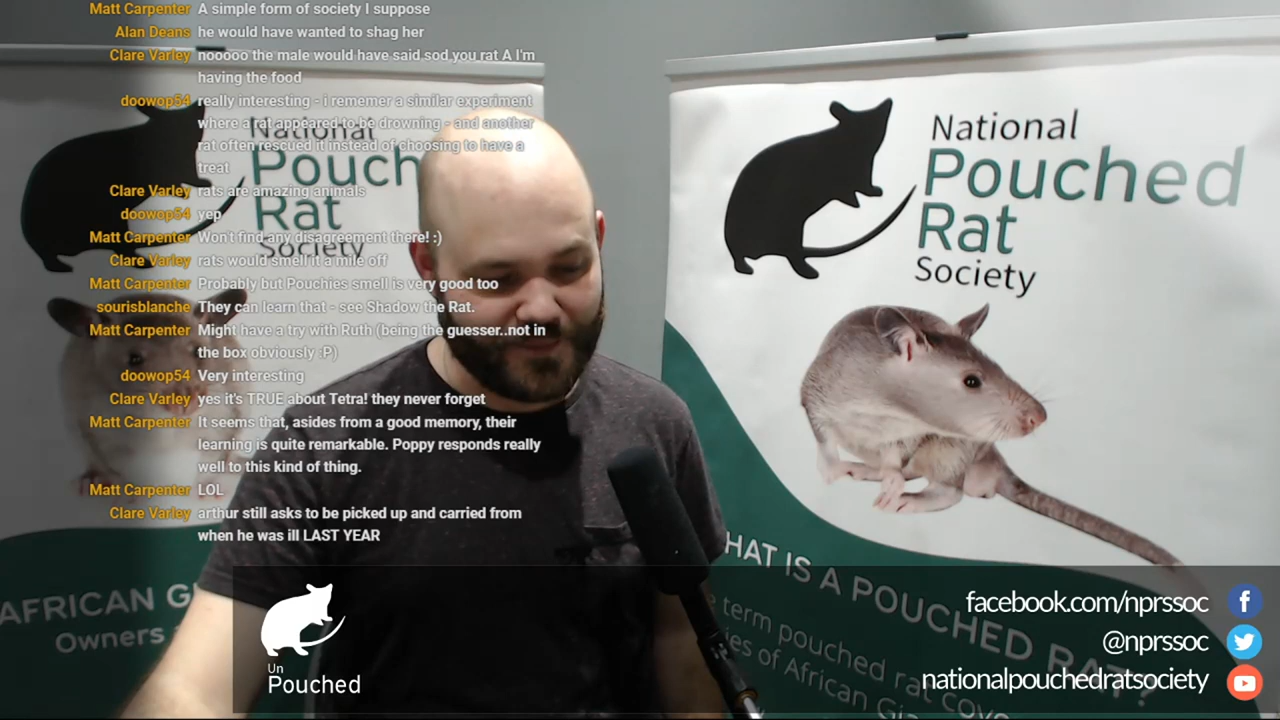 Matt Carpenter A simple form of society I suppose
Alan Deans he would have wanted to shag her
Clare Varley nooooo the male would have said sod you rat A I'm
having the food
doowop54 really interesting - i rememer a similar experiment
where a rat appeared to be drowning - and another
rat often rescued it instead of choosing to have a
treat
Clare Varley rats are amazing animals
doowop54 yep
Matt Carpenter Won't find any disagreement there! :)
Clare Varley rats would smell it a mile off
Matt Carpenter Probably but Pouchies smell is very good too
sourisblanche They can learn that - see Shadow the Rat.
Matt Carpenter Might have a try with Ruth (being the guesser..not in
the box obviously :P)
doowop54 Very interesting
Clare Varley yes it's TRUE about Tetra! they never forget
Matt Carpenter It seems that, asides from a good memory, their
learning is quite remarkable. Poppy responds really
well to this kind of thing.
Matt Carpenter LOL
Clare Varley arthur still asks to be picked up and carried from
when he was ill LAST YEAR
National
Pouch
Rat
Society
AFRICAN G
Owners
National
Pouched
Rat
Society
HAT IS A POUCHED RAT?
term pouched rat cove
ies of African Gia
Un
Pouched
facebook.com/nprssoc
@nprssoc
nationalpouchedratsociety